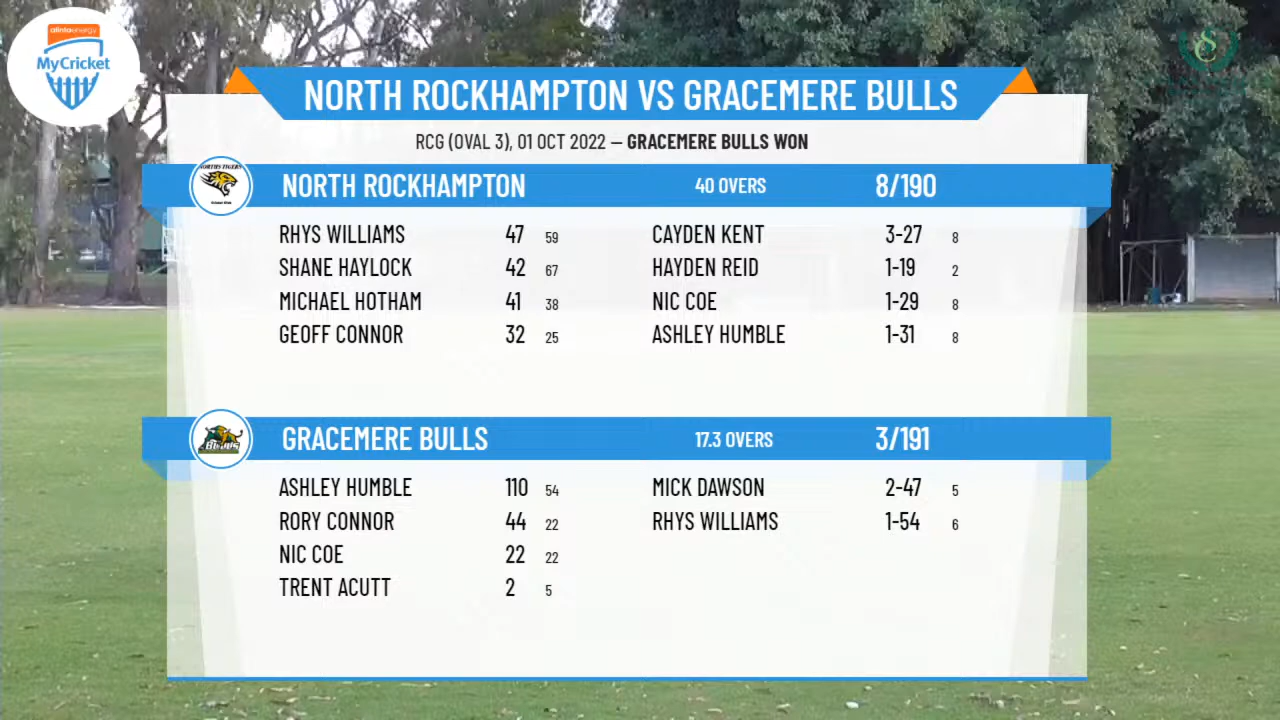 alintaenergy
MyCricket
NORTH ROCKHAMPTON VS GRACEMERE BULLS
RCG (OVAL 3), 01 OCT 2022 – GRACEMERE BULLS WON
NORTHS TIGERS
NORTH ROCKHAMPTON 40 OVERS 8/190
RHYS WILLIAMS 47 59 CAYDEN KENT 3-27 8
SHANE HAYLOCK 42 67 HAYDEN REID 1-19 2
MICHAEL HOTHAM 41 38 NIC COE 1-29 8
GEOFF CONNOR 32 25 ASHLEY HUMBLE 1-31 8
BULLS
GRACEMERE BULLS 17.3 OVERS 3/191
ASHLEY HUMBLE 110 54 MICK DAWSON 2-47 5
RORY CONNOR 44 22 RHYS WILLIAMS 1-54 6
NIC COE 22 22
TRENT ACUTT 2 5